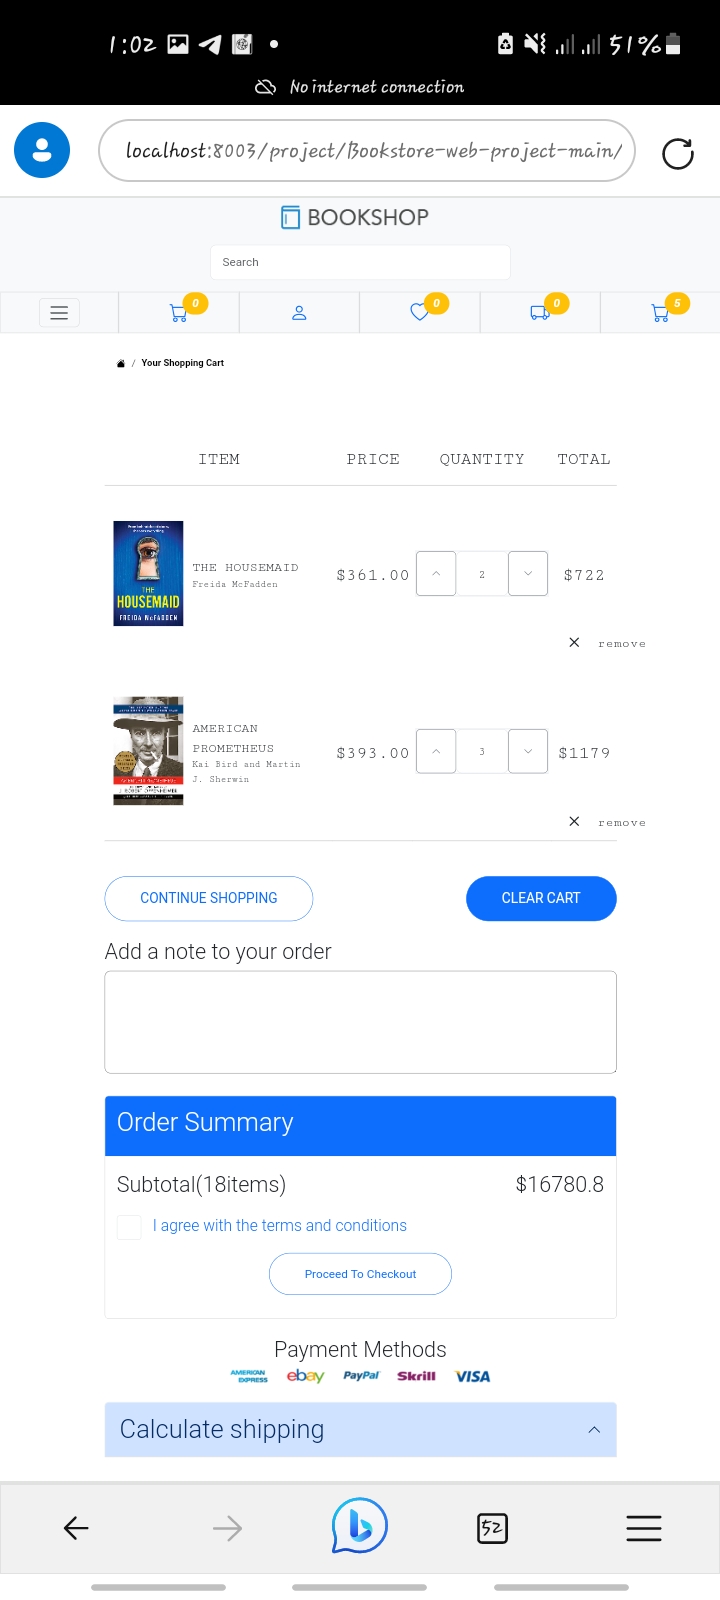 1:02
51%
No internet connection
localhost:8003/project/Bookstore-web-project-main/
BOOKSHOP
Search
0
0
0
5
/ Your Shopping Cart
ITEM PRICE QUANTITY TOTAL
THE
HOUSEMAID
FREIDA McFADDEN
THE HOUSEMAID
Freida McFadden
$361.00 2 $722
remove
AMERICAN
PROMETHEUS
Kai Bird and Martin
J. Sherwin
$393.00 3 $1179
remove
CONTINUE SHOPPING CLEAR CART
Add a note to your order
Order Summary
Subtotal(18items) $16780.8
I agree with the terms and conditions
Proceed To Checkout
Payment Methods
AMERICAN EXPRESS ebay PayPal Skrill VISA
Calculate shipping
52